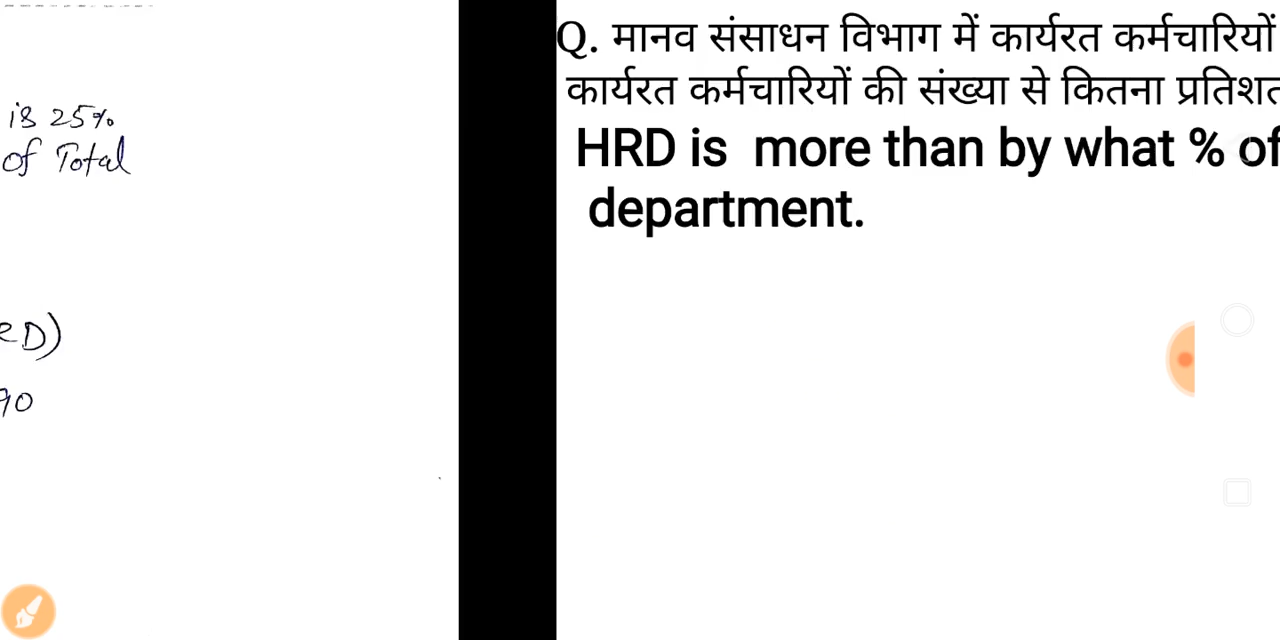 is 25%
of Total
D)
90
Q. मानव संसाधन विभाग में कार्यरत कर्मचारियों
कार्यरत कर्मचारियों की संख्या से कितना प्रतिशत
HRD is more than by what % of
department.